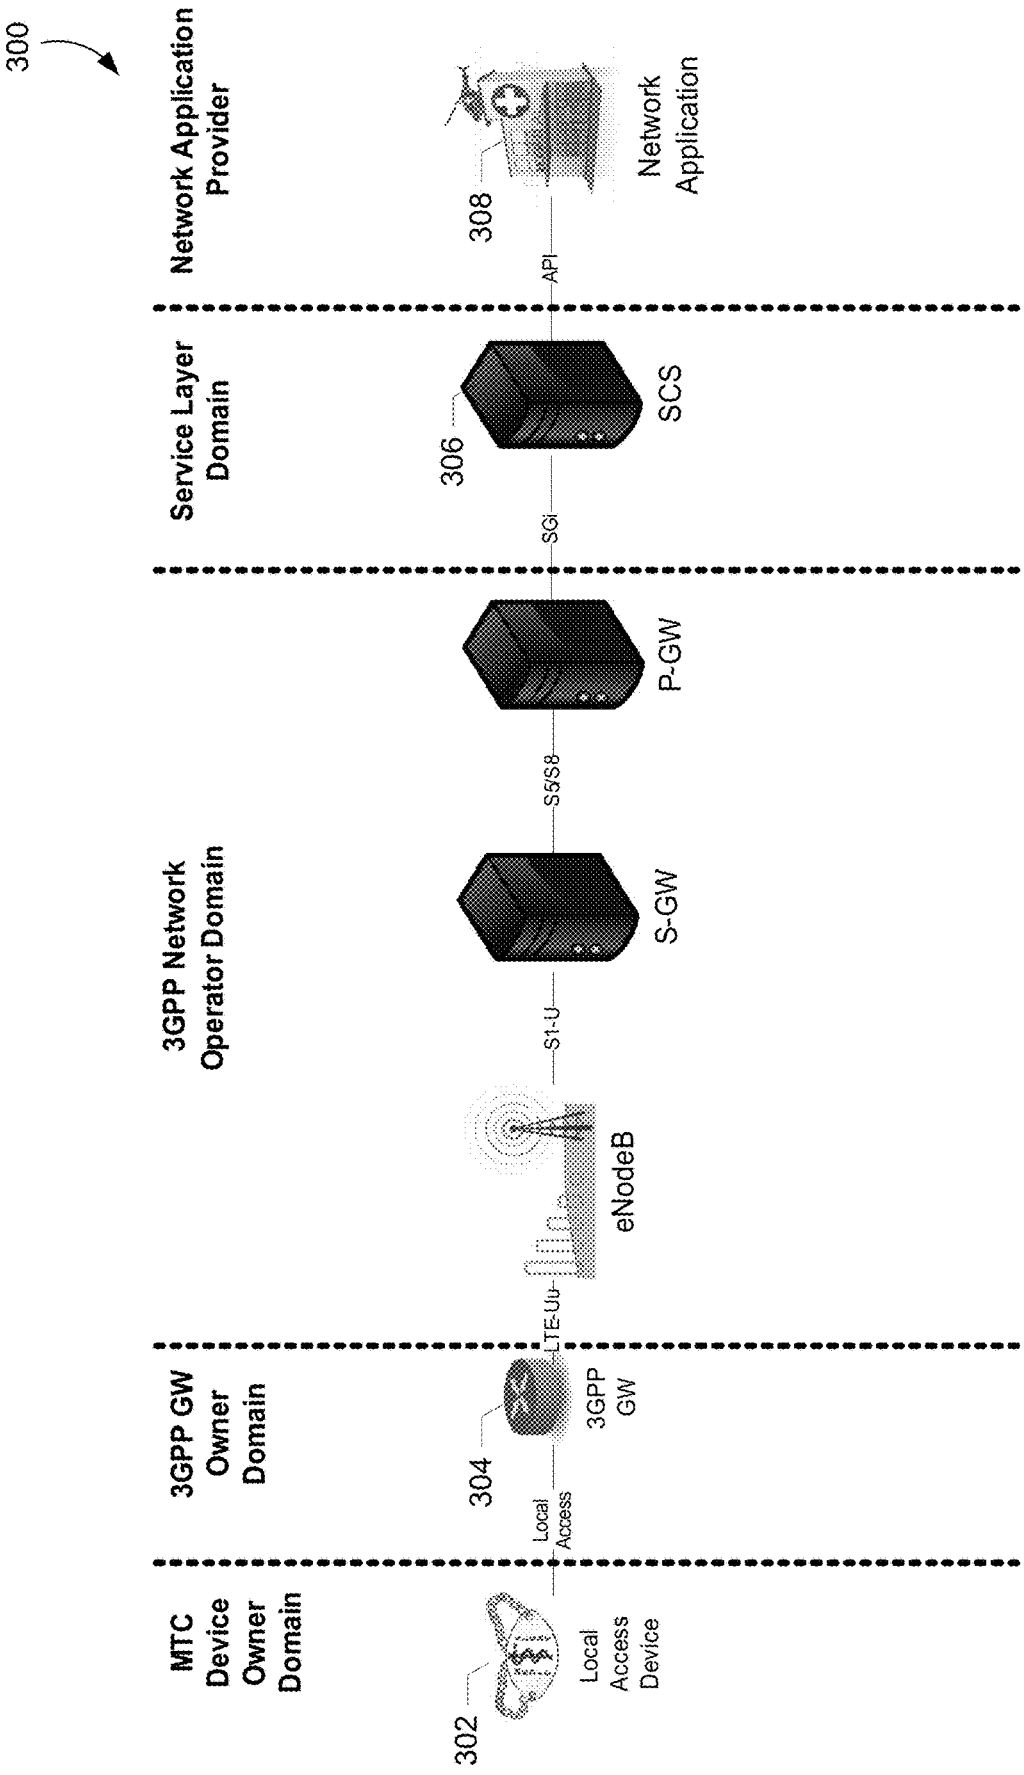 300
MTC
Device
Owner
Domain
3GPP GW
Owner
Domain
3GPP Network
Operator Domain
Service Layer
Domain
Network Application
Provider
302
304
306
308
Local
Access
LTE-Uu
S1-U
S5/S8
SGi
API
Local
Access
Device
3GPP
GW
eNodeB
S-GW
P-GW
SCS
Network
Application